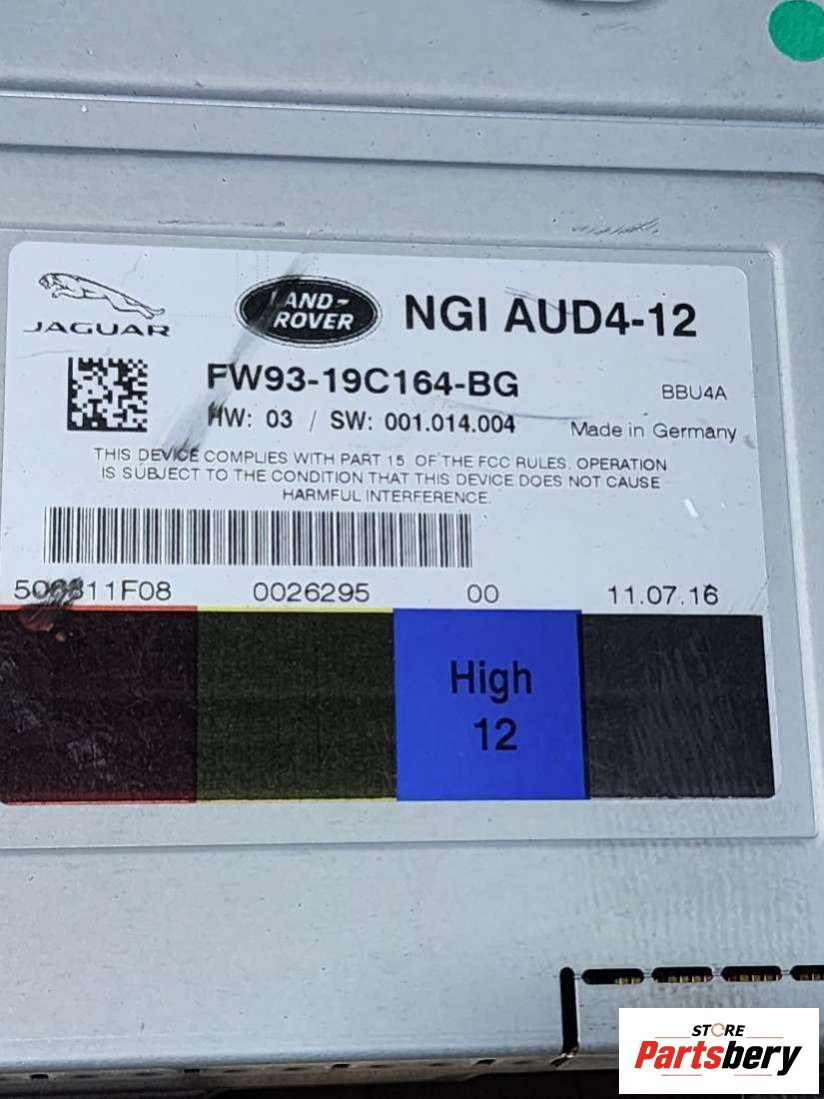 JAGUAR
LAND-
ROVER
NGI AUD4-12
FW93-19C164-BG
BBU4A
HW: 03 / SW: 001.014.004
Made in Germany
THIS DEVICE COMPLIES WITH PART 15 OF THE FCC RULES. OPERATION
IS SUBJECT TO THE CONDITION THAT THIS DEVICE DOES NOT CAUSE
HARMFUL INTERFERENCE
0026295 00 11.07.16
High
12
STORE
Partsbery